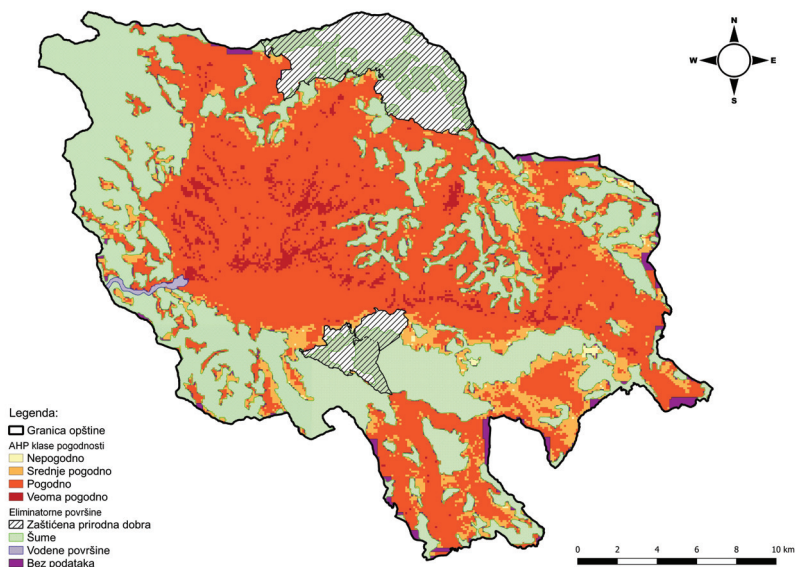 N
W E
S
Legenda:
Granica opštine
AHP klase pogodnosti
Nepogodno
Srednje pogodno
Pogodno
Veoma pogodno
Eliminatorne površine
Zaštićena prirodna dobra
Šume
Vodene površine
Bez podataka
0 2 4 6 8 10 km